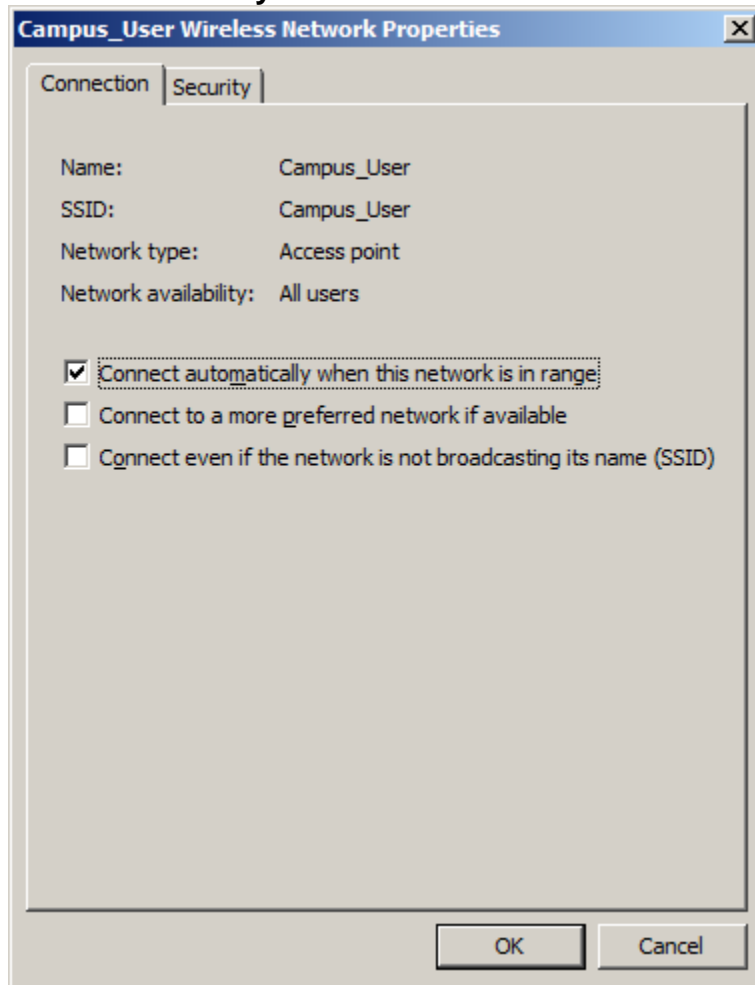 Campus_User Wireless Network Properties
Connection Security
Name: Campus_User
SSID: Campus_User
Network type: Access point
Network availability: All users
Connect automatically when this network is in range
Connect to a more preferred network if available
Connect even if the network is not broadcasting its name (SSID)
OK Cancel